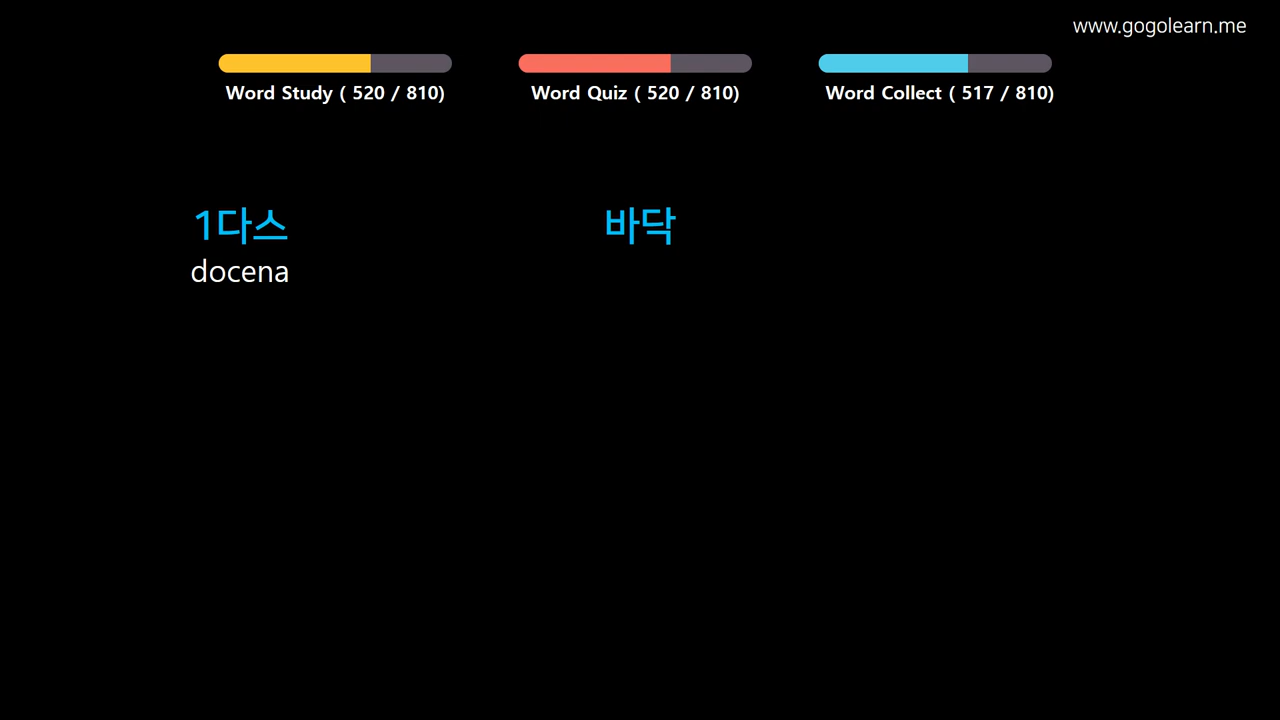 www.gogolearn.me
Word Study ( 520 / 810)
Word Quiz ( 520 / 810)
Word Collect ( 517 / 810)
1다스
바닥
docena